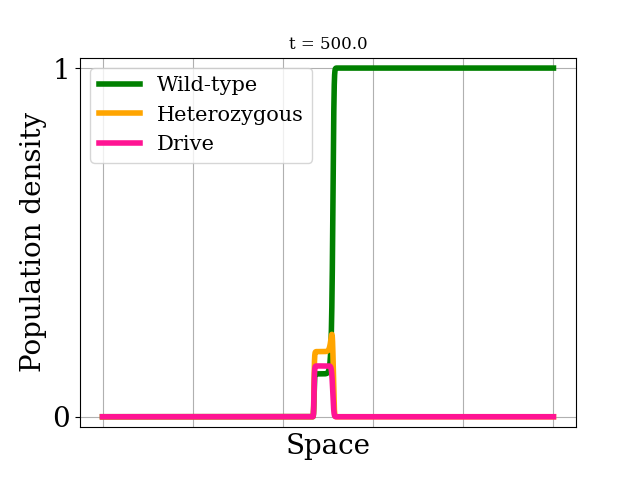 t = 500.0
1
Wild-type
Heterozygous
Drive
Population density
0
Space